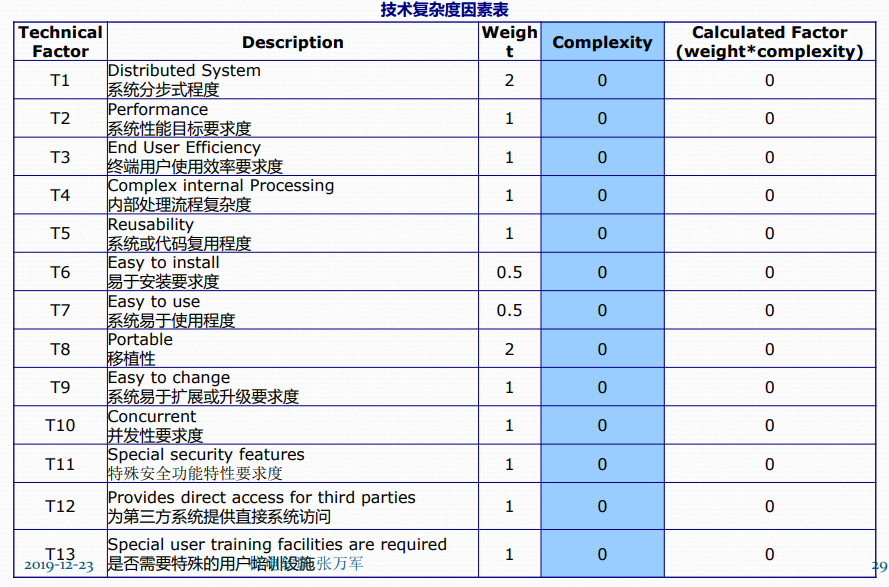 技术复杂度因素表
Technical Factor Description Weight Complexity Calculated Factor (weight*complexity)
T1 Distributed System 2 0 0
系统分步式程度
T2 Performance 1 0 0
系统性能目标要求度
T3 End User Efficiency 1 0 0
终端用户使用效率要求度
T4 Complex internal Processing 1 0 0
内部处理流程复杂度
T5 Reusability 1 0 0
系统或代码复用程度
T6 Easy to install 0.5 0 0
易于安装要求度
T7 Easy to use 0.5 0 0
系统易于使用程度
T8 Portable 2 0 0
移植性
T9 Easy to change 1 0 0
系统易于扩展或升级要求度
T10 Concurrent 1 0 0
并发性要求度
T11 Special security features 1 0 0
特殊安全功能特性要求度
T12 Provides direct access for third parties 1 0 0
为第三方系统提供直接系统访问
T13 Special user training facilities are required 1 0 0
是否需要特殊的用户培训设施
2019-12-23 张万军 29